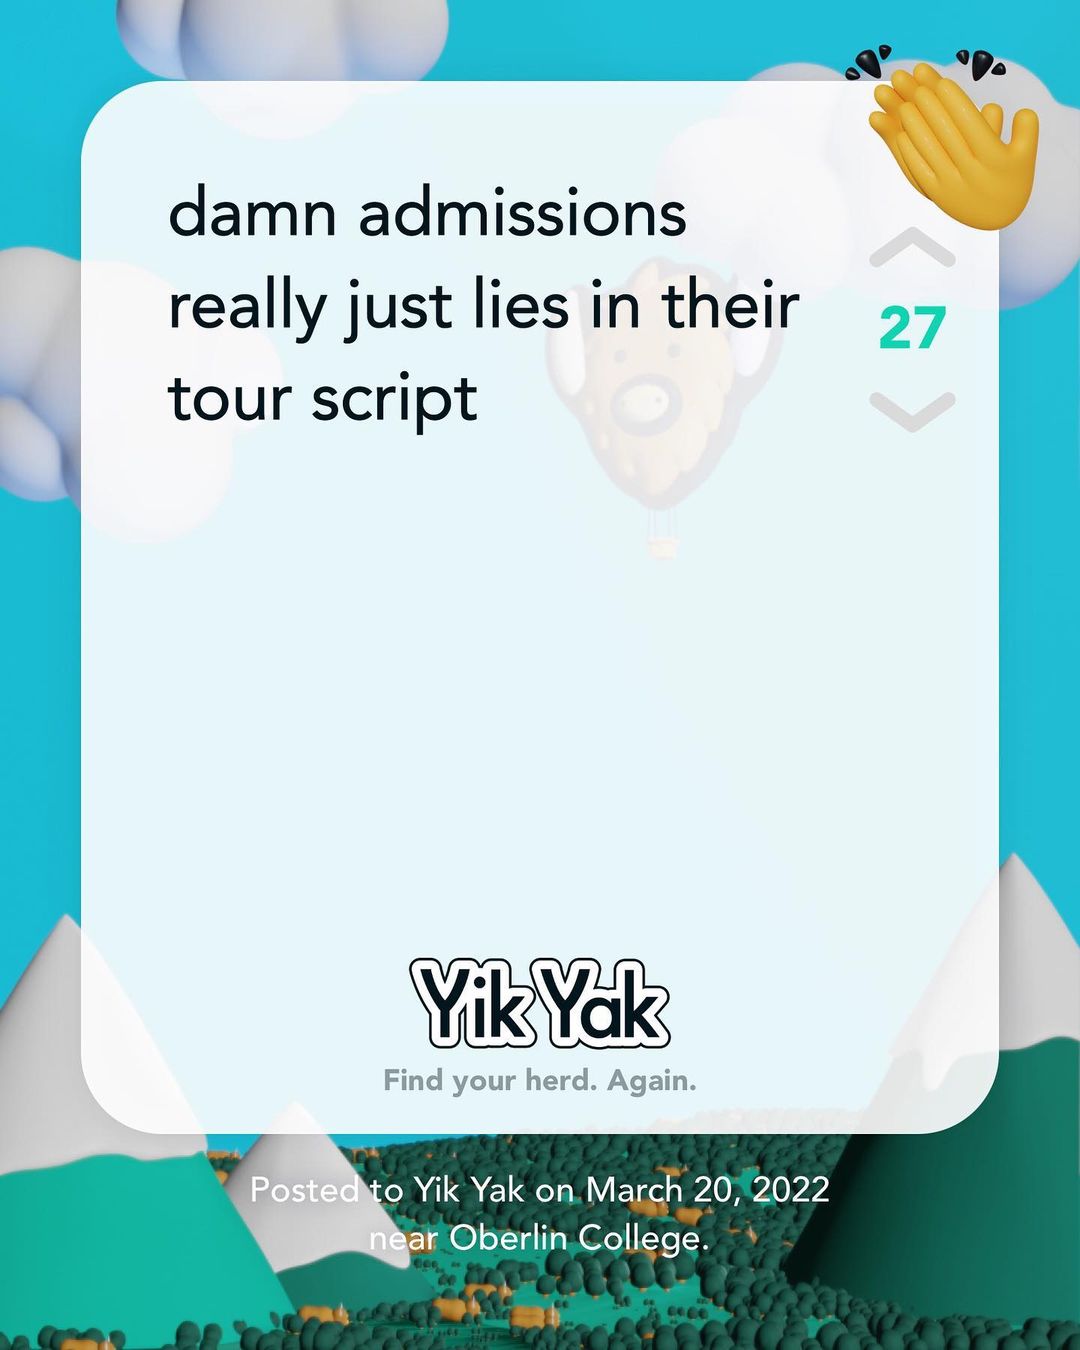 damn admissions
really just lies in their
tour script
27
Yik Yak
Find your herd. Again.
Posted to Yik Yak on March 20, 2022
near Oberlin College.